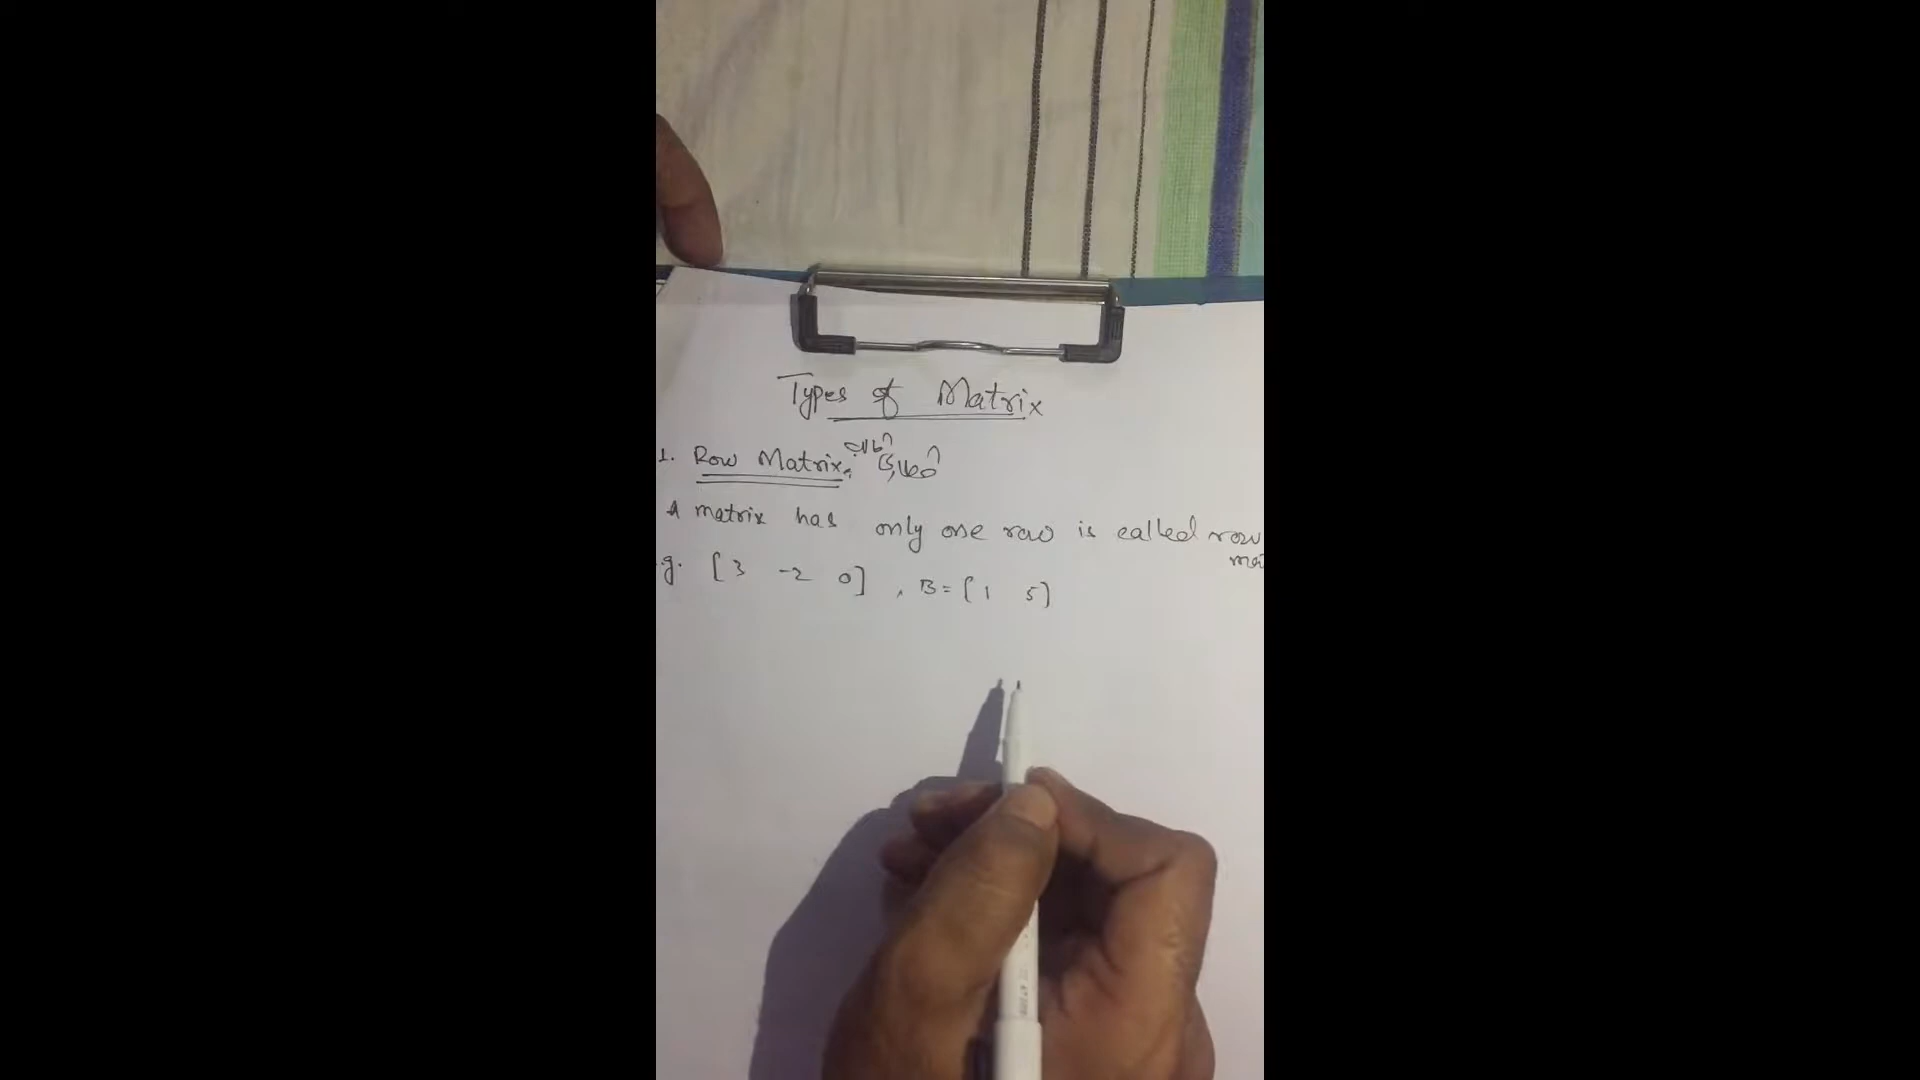 Types of Matrix
1. Row Matrix:
A matrix has only one row is called row
mat
.g. [3 -2 0] , B = [1 5]